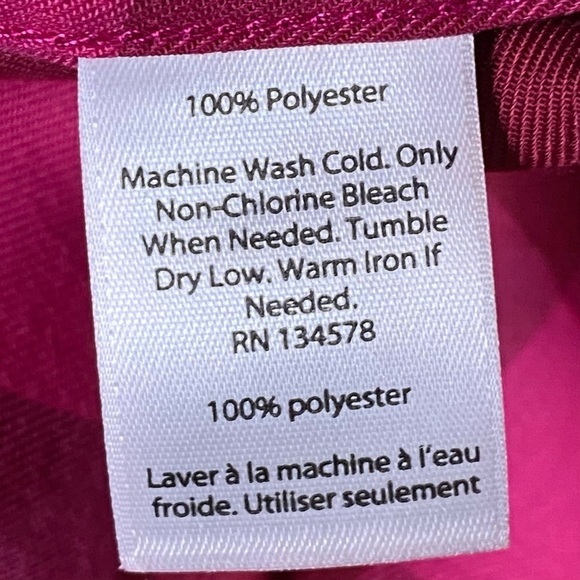 100% Polyester
Machine Wash Cold. Only
Non-Chlorine Bleach
When Needed. Tumble
Dry Low. Warm Iron If
Needed.
RN 134578
100% polyester
Laver à la machine à l'eau
froide. Utiliser seulement